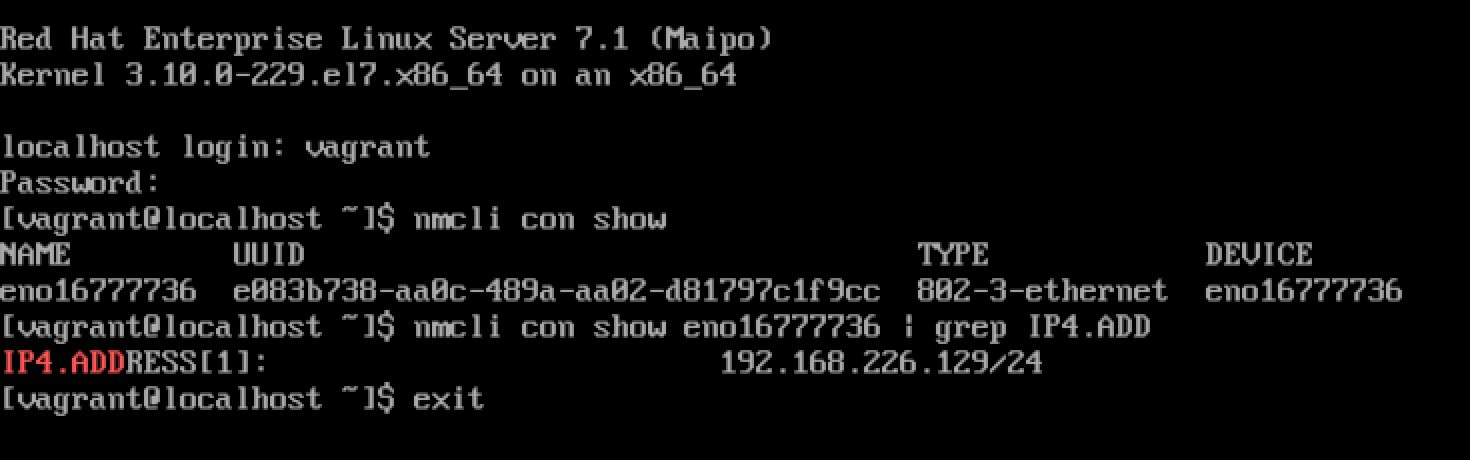 Red Hat Enterprise Linux Server 7.1 (Maipo)
Kernel 3.10.0-229.el7.x86_64 on an x86_64
localhost login: vagrant
Password:
[vagrant@localhost ~]$ nmcli con show
NAME         UUID                                  TYPE            DEVICE
eno16777736  e083b738-aa0c-489a-aa02-d81797c1f9cc  802-3-ethernet  eno16777736
[vagrant@localhost ~]$ nmcli con show eno16777736 | grep IP4.ADD
IP4.ADDRESS[1]:                         192.168.226.129/24
[vagrant@localhost ~]$ exit